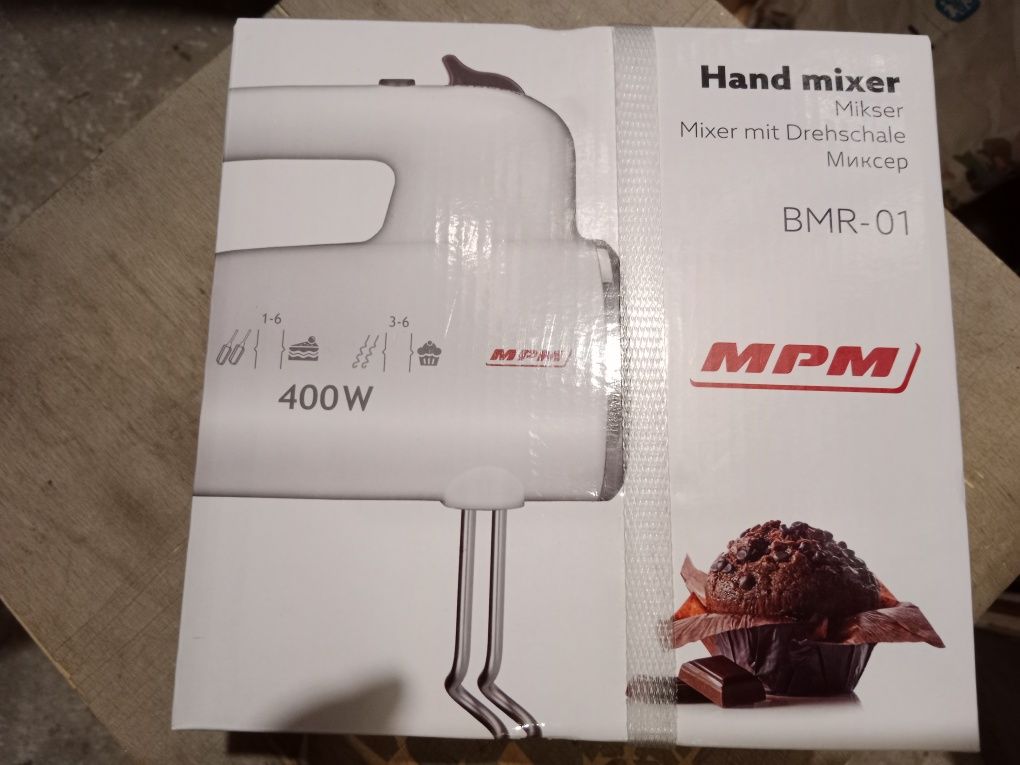 Hand mixer
Mikser
Mixer mit Drehschale
Миксер
BMR-01
1-6
3-6
MPM
400W
MPM